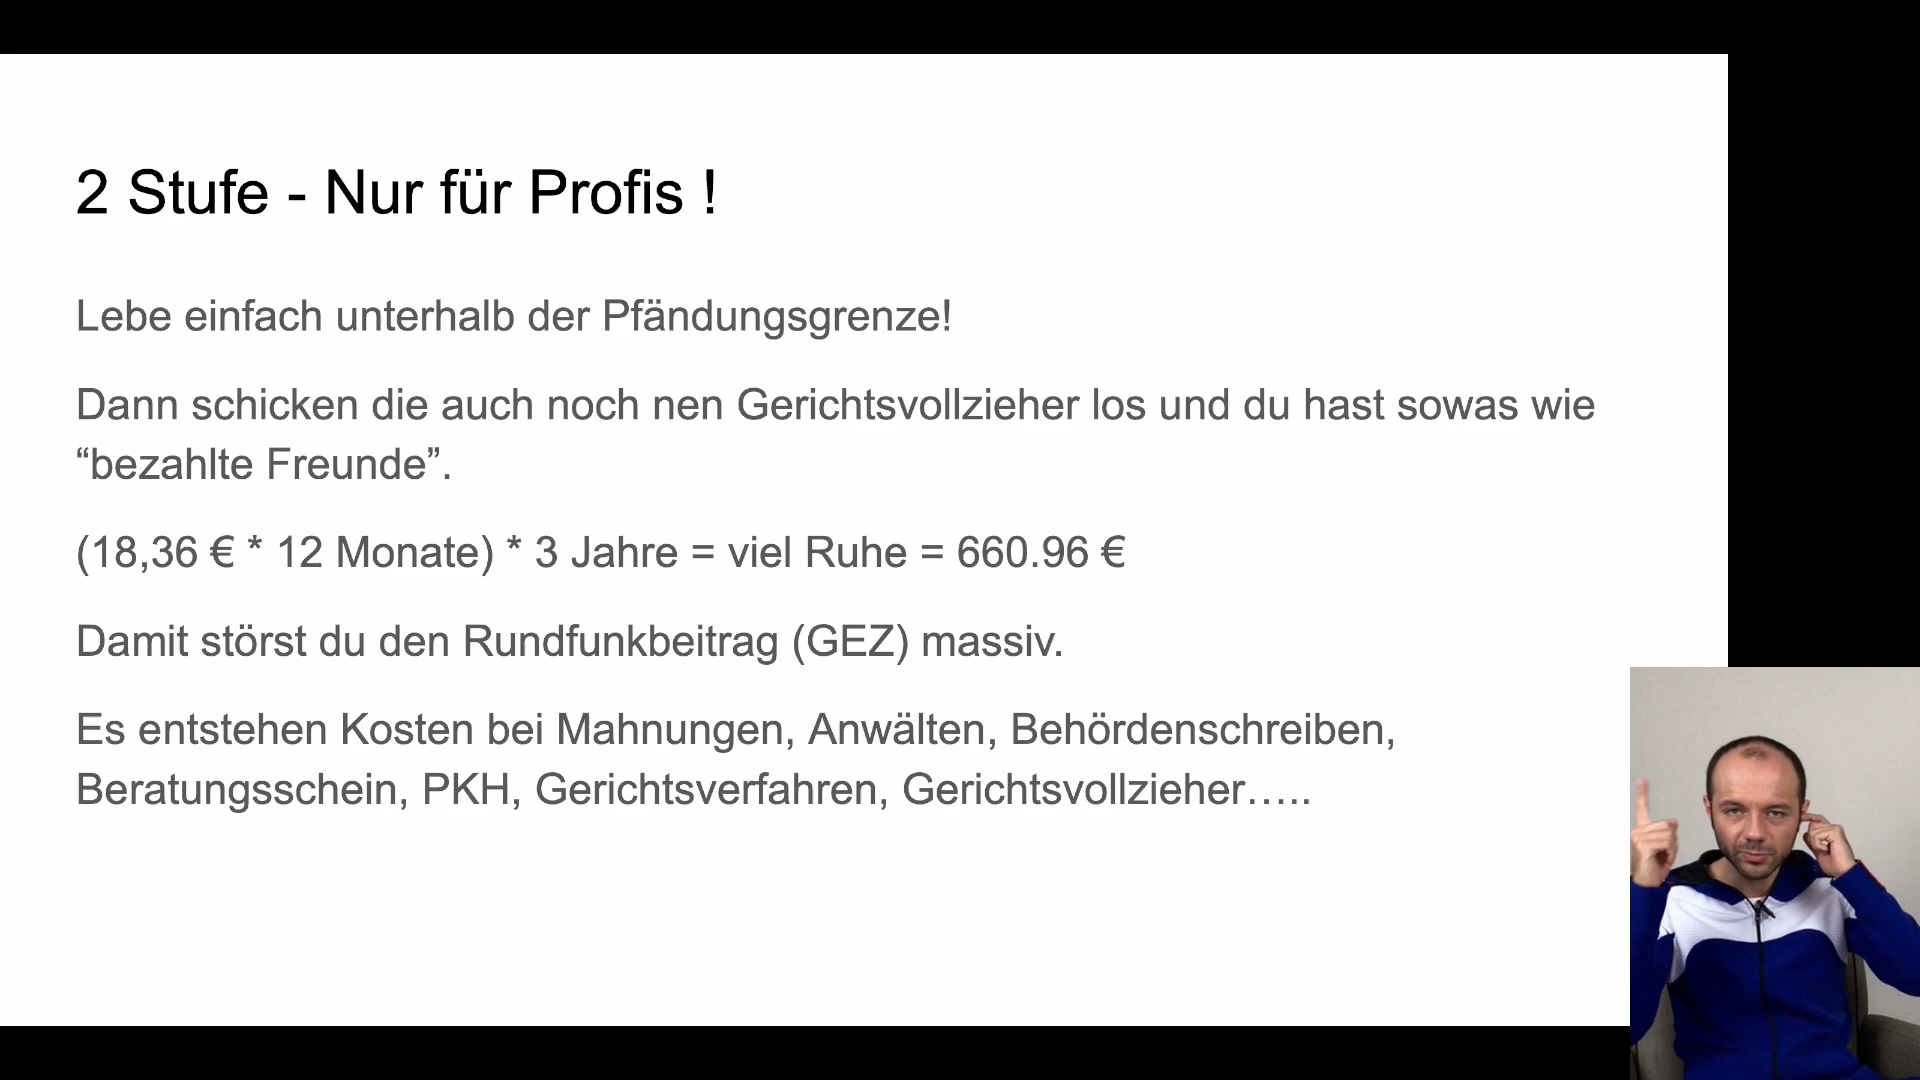 2 Stufe - Nur für Profis !
Lebe einfach unterhalb der Pfändungsgrenze!
Dann schicken die auch noch nen Gerichtsvollzieher los und du hast sowas wie
“bezahlte Freunde”.
(18,36 € * 12 Monate) * 3 Jahre = viel Ruhe = 660.96 €
Damit störst du den Rundfunkbeitrag (GEZ) massiv.
Es entstehen Kosten bei Mahnungen, Anwälten, Behördenschreiben,
Beratungsschein, PKH, Gerichtsverfahren, Gerichtsvollzieher…..